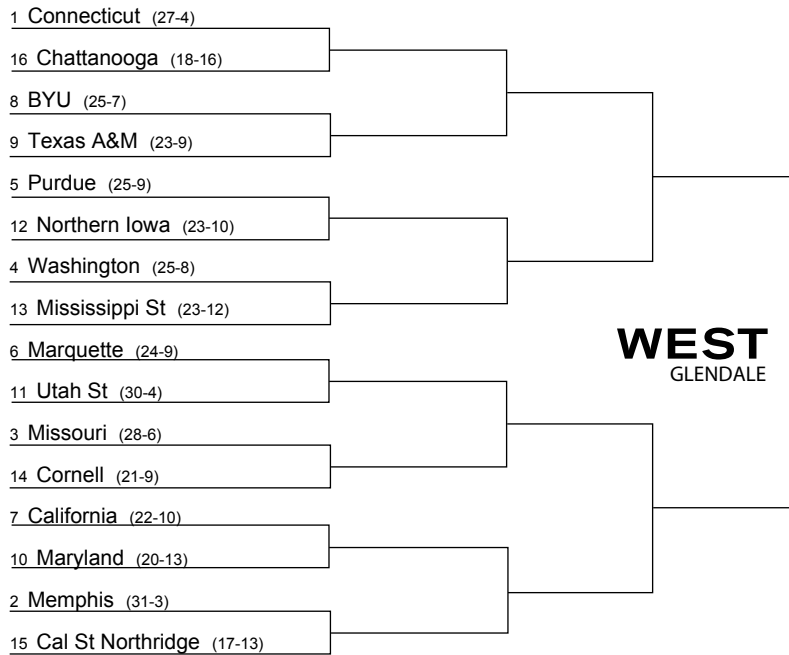 1 Connecticut (27-4)
16 Chattanooga (18-16)
8 BYU (25-7)
9 Texas A&M (23-9)
5 Purdue (25-9)
12 Northern Iowa (23-10)
4 Washington (25-8)
13 Mississippi St (23-12)
WEST
GLENDALE
6 Marquette (24-9)
11 Utah St (30-4)
3 Missouri (28-6)
14 Cornell (21-9)
7 California (22-10)
10 Maryland (20-13)
2 Memphis (31-3)
15 Cal St Northridge (17-13)